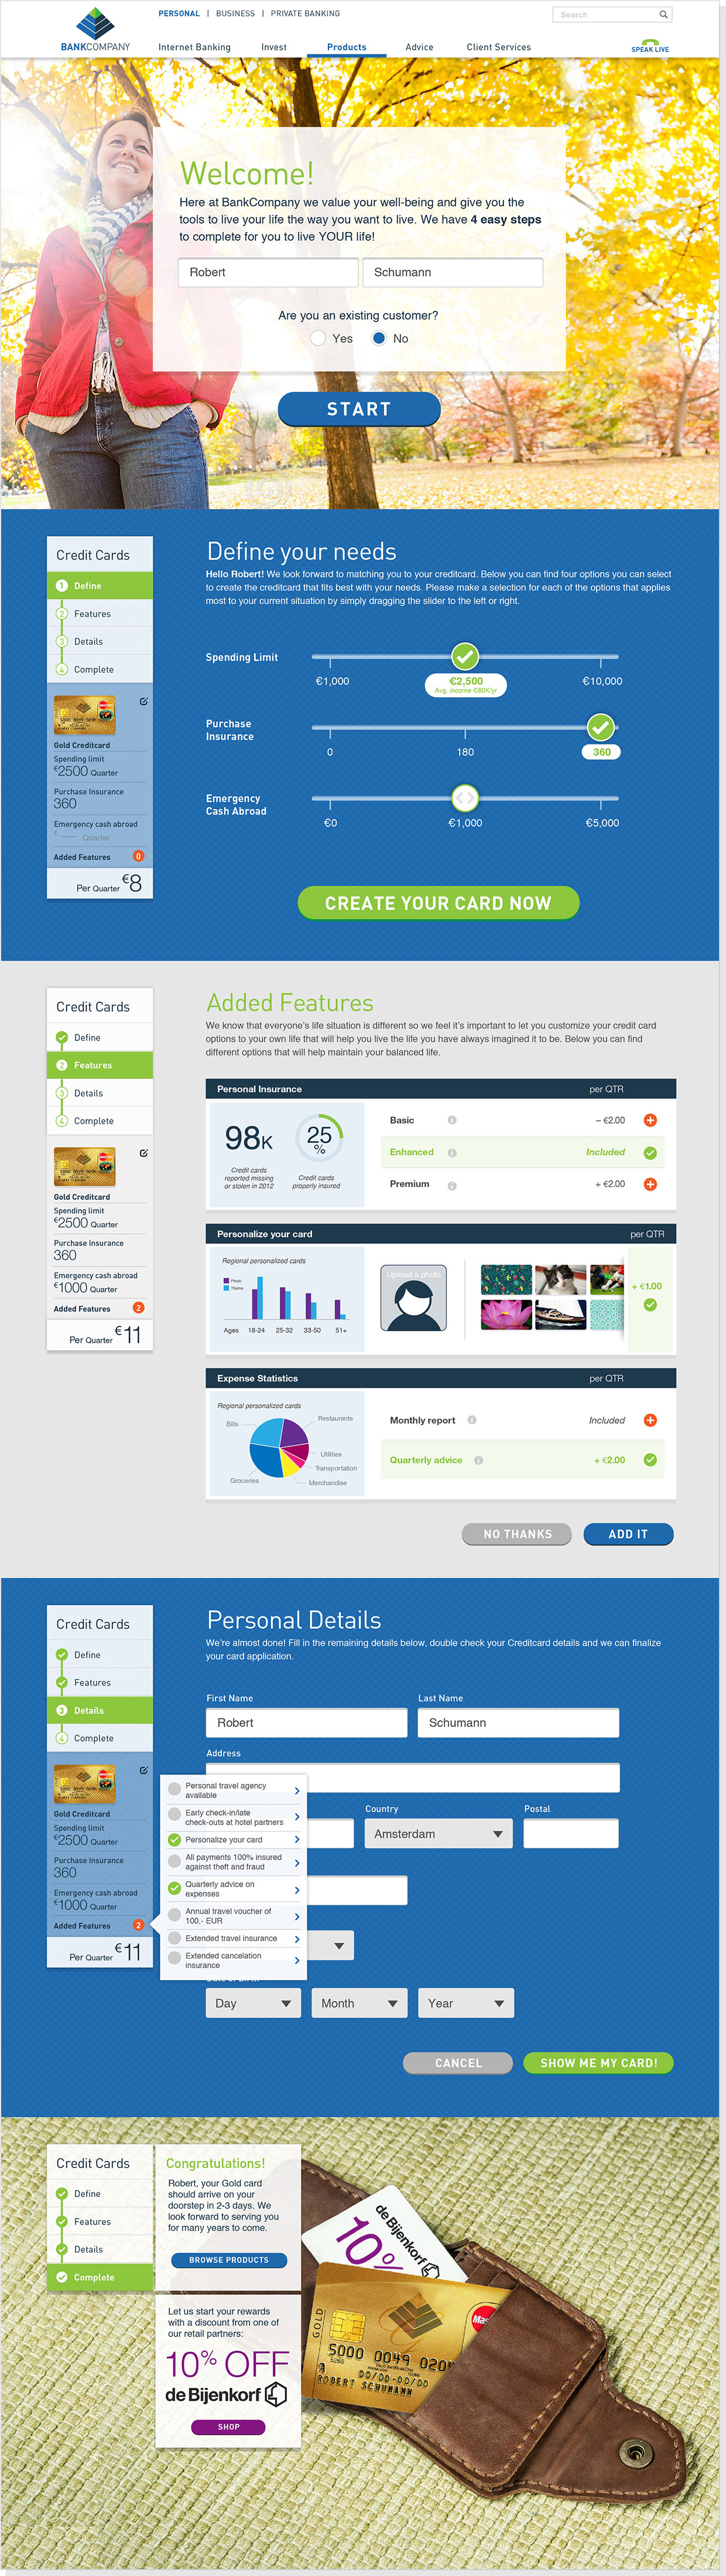 PERSONAL | BUSINESS | PRIVATE BANKING
Search
BANKCOMPANY
Internet Banking
Invest
Products
Advice
Client Services
SPEAK LIVE
Welcome!
Here at BankCompany we value your well-being and give you the
tools to live your life the way you want to live. We have 4 easy steps
to complete for you to live YOUR life!
Robert
Schumann
Are you an existing customer?
Yes
No
START
Credit Cards
1 Define
2 Features
3 Details
4 Complete
Gold Creditcard
Spending limit
€2500 Quarter
Purchase Insurance
360
Emergency cash abroad
€ — Quarter
Added Features 0
Per Quarter €8
Define your needs
Hello Robert! We look forward to matching you to your creditcard. Below you can find four options you can select
to create the creditcard that fits best with your needs. Please make a selection for each of the options that applies
most to your current situation by simply dragging the slider to the left or right.
Spending Limit
€1,000
€2,500
Avg. income €80K/yr
€10,000
Purchase
Insurance
0
180
360
Emergency
Cash Abroad
€0
€1,000
€5,000
CREATE YOUR CARD NOW
Credit Cards
Define
2 Features
3 Details
4 Complete
Gold Creditcard
Spending limit
€2500 Quarter
Purchase Insurance
360
Emergency cash abroad
€1000 Quarter
Added Features 2
Per Quarter €11
Added Features
We know that everyone's life situation is different so we feel it's important to let you customize your credit card
options to your own life that will help you live the life you have always imagined it to be. Below you can find
different options that will help maintain your balanced life.
Personal Insurance
per QTR
98K
Credit cards
reported missing
or stolen in 2012
25
%
Credit cards
properly insured
Basic
– €2.00
Enhanced
Included
Premium
+ €2.00
Personalize your card
per QTR
Regional personalized cards
Photo
Theme
Ages 18-24 25-32 33-50 51+
Upload a photo
+ €1.00
Expense Statistics
per QTR
Regional personalized cards
Bills
Restaurants
Utilities
Transportation
Merchandise
Groceries
Monthly report
Included
Quarterly advice
+ €2.00
NO THANKS
ADD IT
Credit Cards
Define
Features
3 Details
4 Complete
Gold Creditcard
Spending limit
€2500 Quarter
Purchase Insurance
360
Emergency cash abroad
€1000 Quarter
Added Features 2
Per Quarter €11
Personal Details
We're almost done! Fill in the remaining details below, double check your Creditcard details and we can finalize
your card application.
First Name
Last Name
Robert
Schumann
Address
Country
Postal
Amsterdam
Personal travel agency
available
Early check-in/late
check-outs at hotel partners
Personalize your card
All payments 100% insured
against theft and fraud
Quarterly advice on
expenses
Annual travel voucher of
100,- EUR
Extended travel insurance
Extended cancelation
insurance
Day
Month
Year
CANCEL
SHOW ME MY CARD!
Credit Cards
Define
Features
Details
Complete
Congratulations!
Robert, your Gold card
should arrive on your
doorstep in 2-3 days. We
look forward to serving you
for many years to come.
BROWSE PRODUCTS
Let us start your rewards
with a discount from one of
our retail partners:
10% OFF
de Bijenkorf
SHOP
de Bijenkorf
10%
GOLD
5000 0049 020
5260
00/00-00/00
ROBERT SCHUMANN